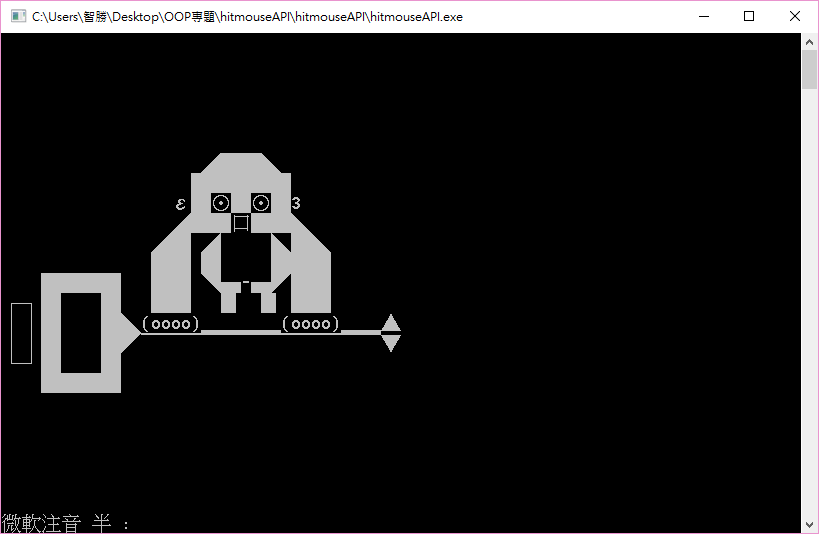 C:\Users\智勝\Desktop\OOP專題\hitmouseAPI\hitmouseAPI\hitmouseAPI.exe
ε ◎ ◎ 3
(oooo) (oooo)
微軟注音 半 :